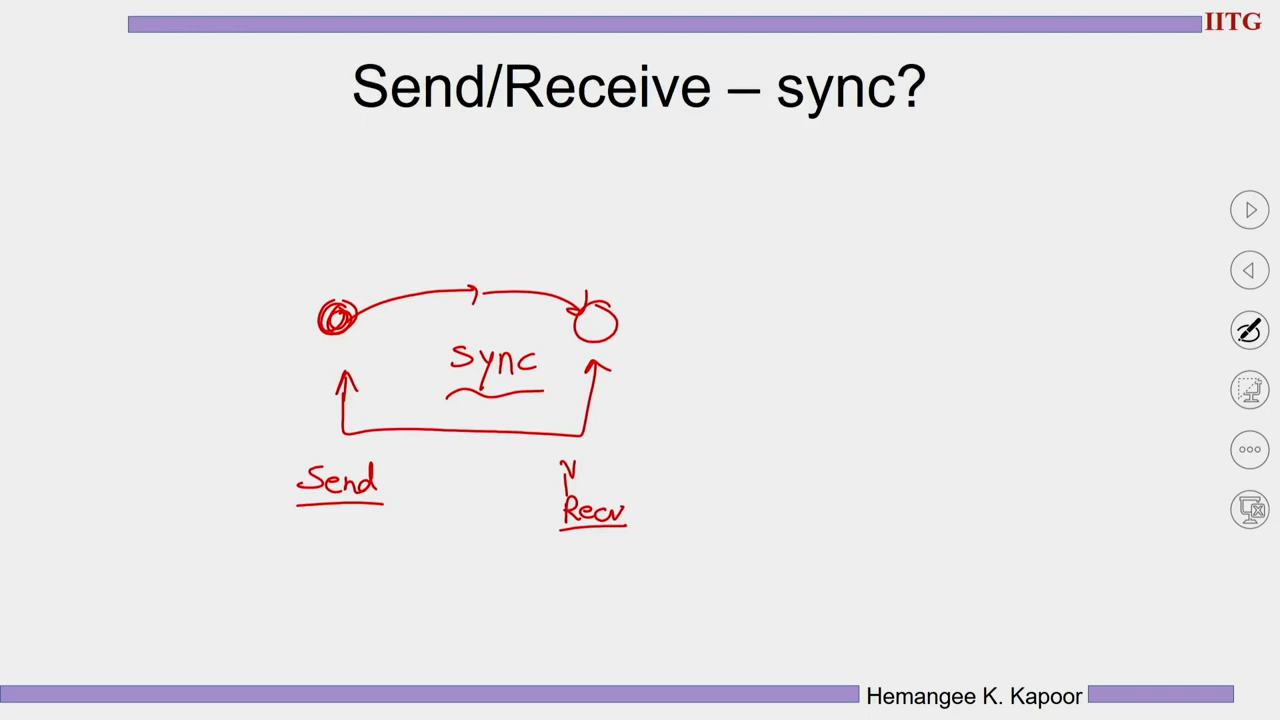 IITG
Send/Receive – sync?
sync
Send
Recv
Hemangee K. Kapoor